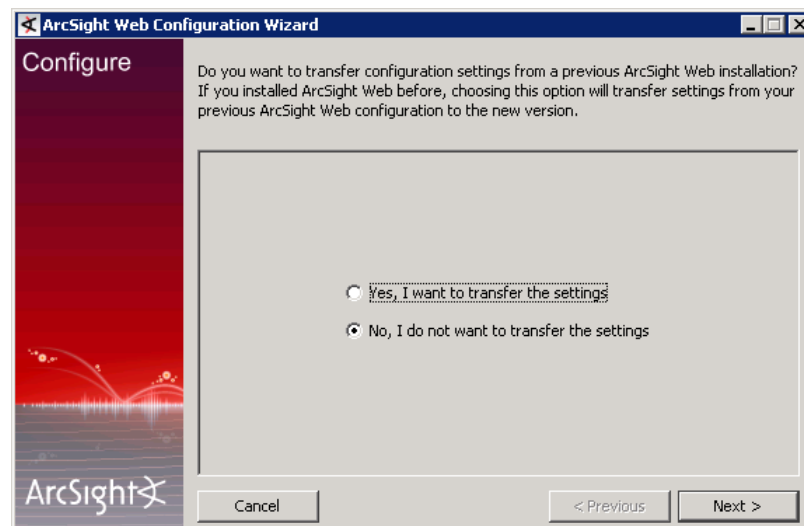 ArcSight Web Configuration Wizard
Configure
Do you want to transfer configuration settings from a previous ArcSight Web installation?
If you installed ArcSight Web before, choosing this option will transfer settings from your
previous ArcSight Web configuration to the new version.
Yes, I want to transfer the settings
No, I do not want to transfer the settings
ArcSight
Cancel
< Previous
Next >